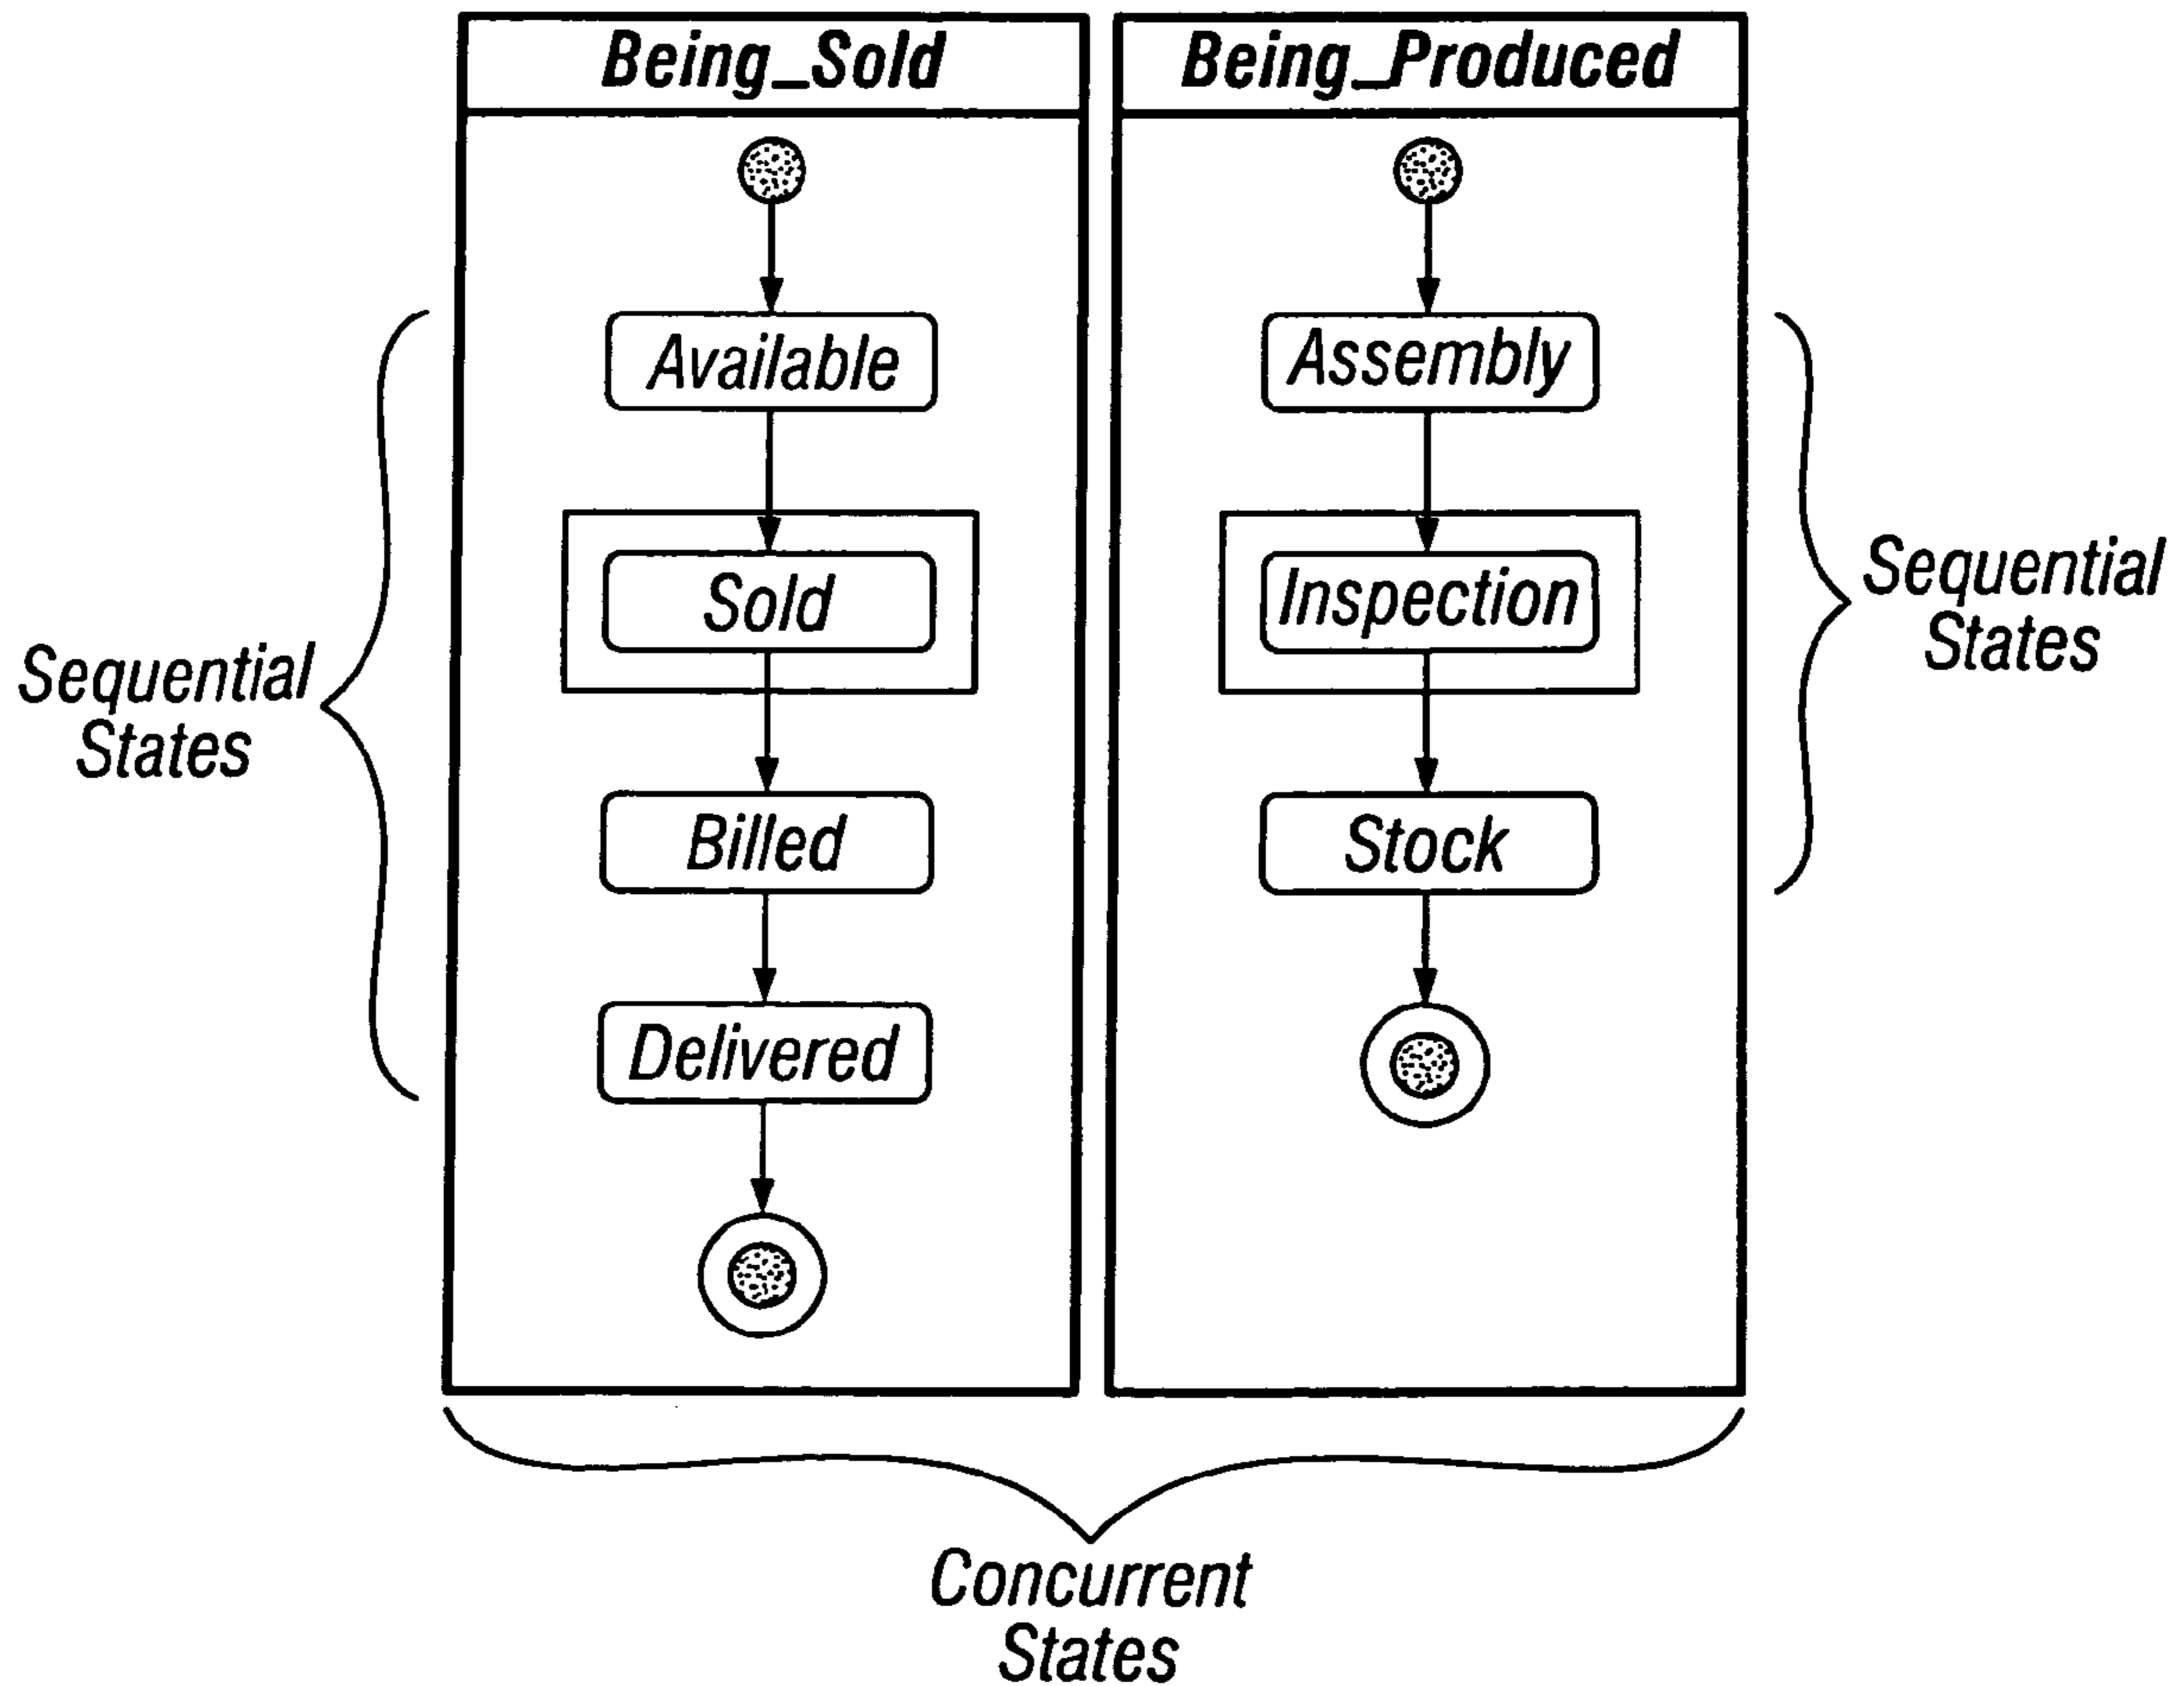 Being_Sold
Being_Produced
Available
Assembly
Sold
Inspection
Sequential
States
Sequential
States
Billed
Stock
Delivered
Concurrent
States